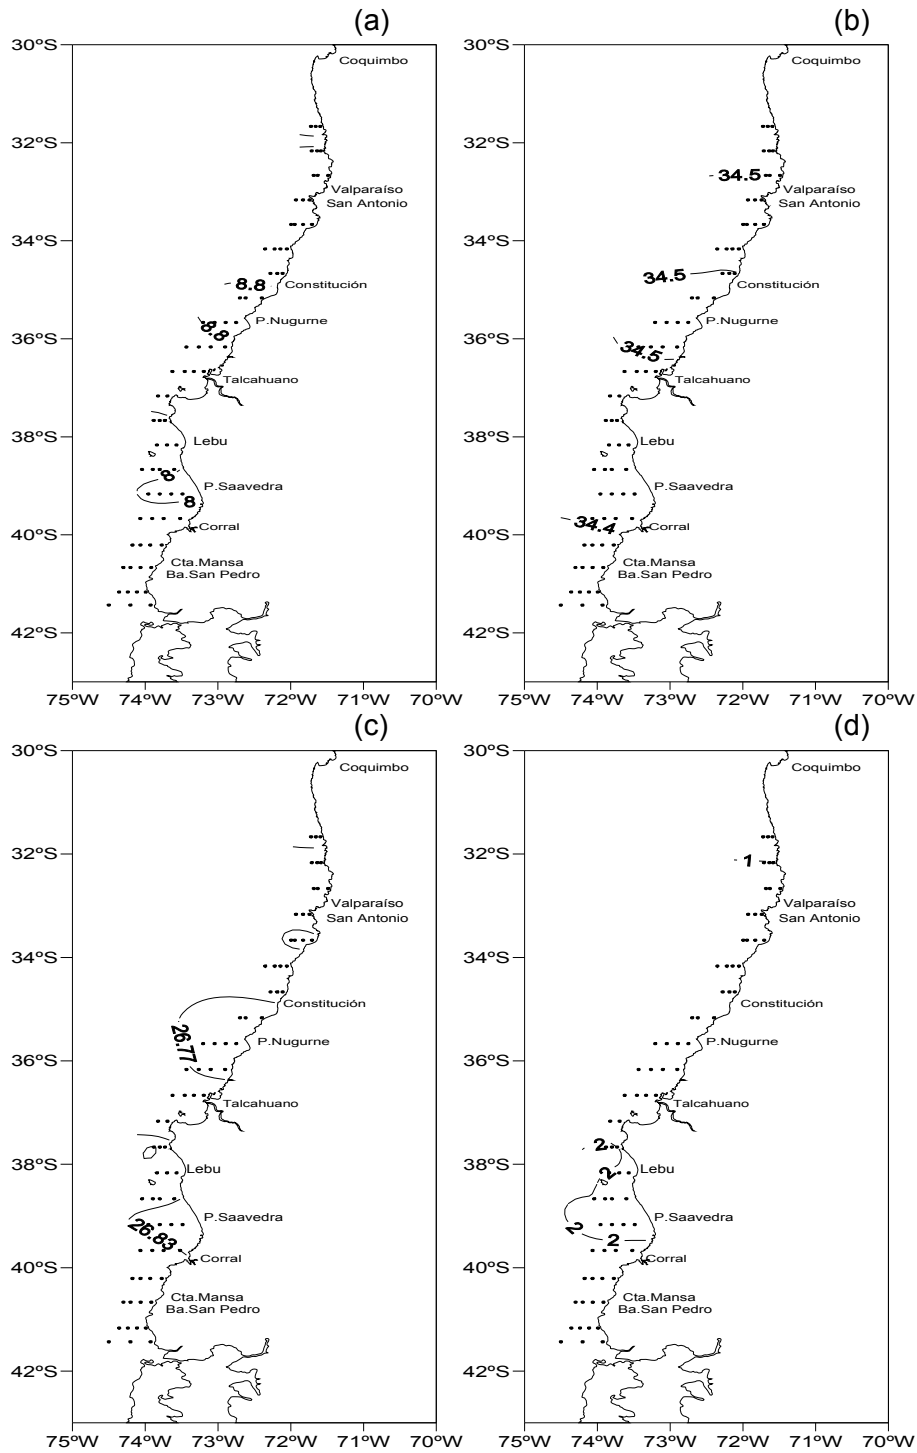 (a)
30ºS
Coquimbo
32ºS
Valparaíso
San Antonio
34ºS
8.8
Constitución
8.8
P.Nugurne
36ºS
Talcahuano
38ºS
Lebu
8
P.Saavedra
8
Corral
40ºS
Cta.Mansa
Ba.San Pedro
42ºS
75ºW 74ºW 73ºW 72ºW 71ºW 70ºW
(b)
30ºS
Coquimbo
32ºS
34.5
Valparaíso
San Antonio
34ºS
34.5
Constitución
P.Nugurne
36ºS
34.5
Talcahuano
38ºS
Lebu
P.Saavedra
34.4
Corral
40ºS
Cta.Mansa
Ba.San Pedro
42ºS
75ºW 74ºW 73ºW 72ºW 71ºW 70ºW
(c)
30ºS
Coquimbo
32ºS
Valparaíso
San Antonio
34ºS
Constitución
26.77
P.Nugurne
36ºS
Talcahuano
38ºS
Lebu
P.Saavedra
26.83
Corral
40ºS
Cta.Mansa
Ba.San Pedro
42ºS
75ºW 74ºW 73ºW 72ºW 71ºW 70ºW
(d)
30ºS
Coquimbo
32ºS
1
Valparaíso
San Antonio
34ºS
Constitución
P.Nugurne
36ºS
Talcahuano
2
38ºS
2
Lebu
P.Saavedra
2
2
Corral
40ºS
Cta.Mansa
Ba.San Pedro
42ºS
75ºW 74ºW 73ºW 72ºW 71ºW 70ºW